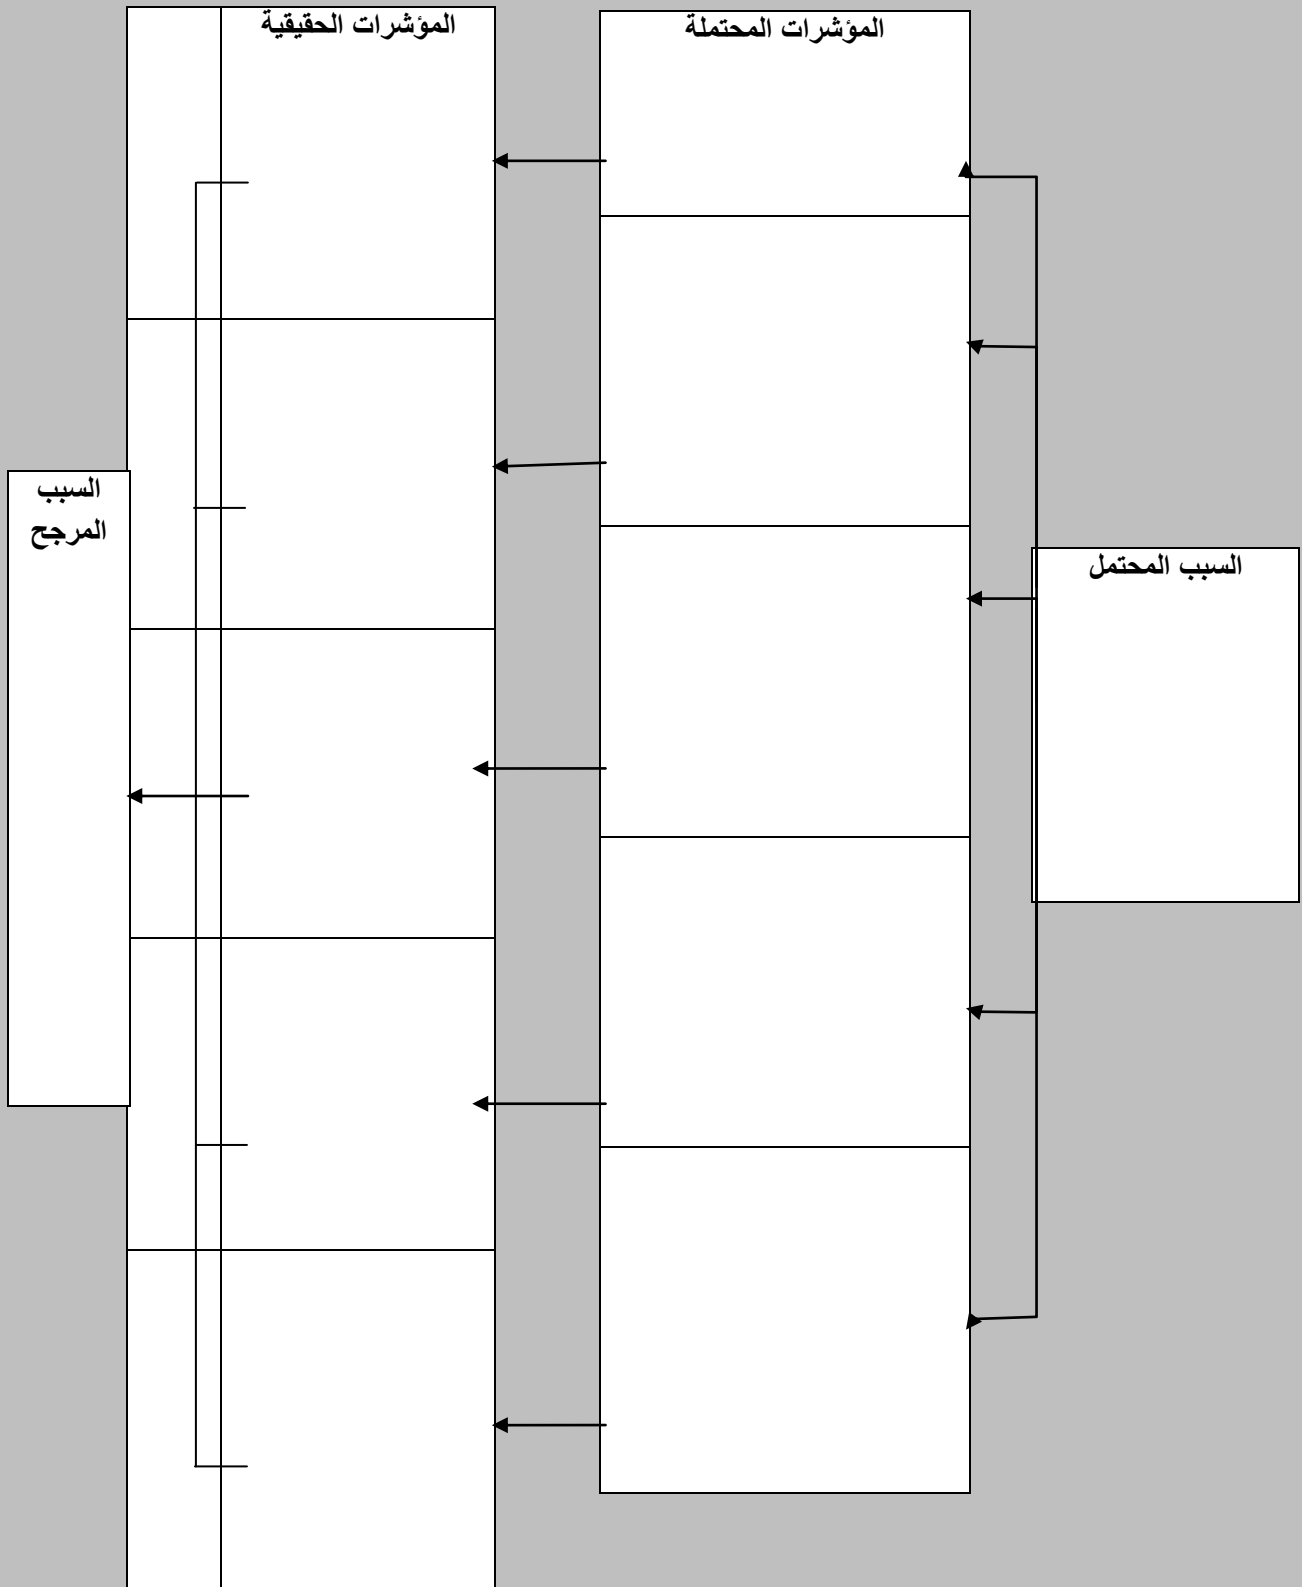 المؤشرات المحتملة
المؤشرات الحقيقية
السبب المحتمل
السبب
المرجح